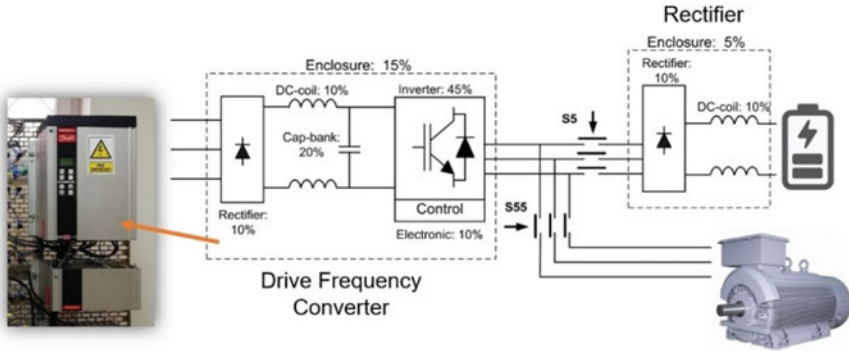 Rectifier
Enclosure: 15%
Enclosure: 5%
DC-coil: 10%
Inverter: 45%
Rectifier:
10%
DC-coil: 10%
S5
Cap-bank:
20%
Control
Rectifier:
10%
Electronic: 10%
S55
Drive Frequency
Converter